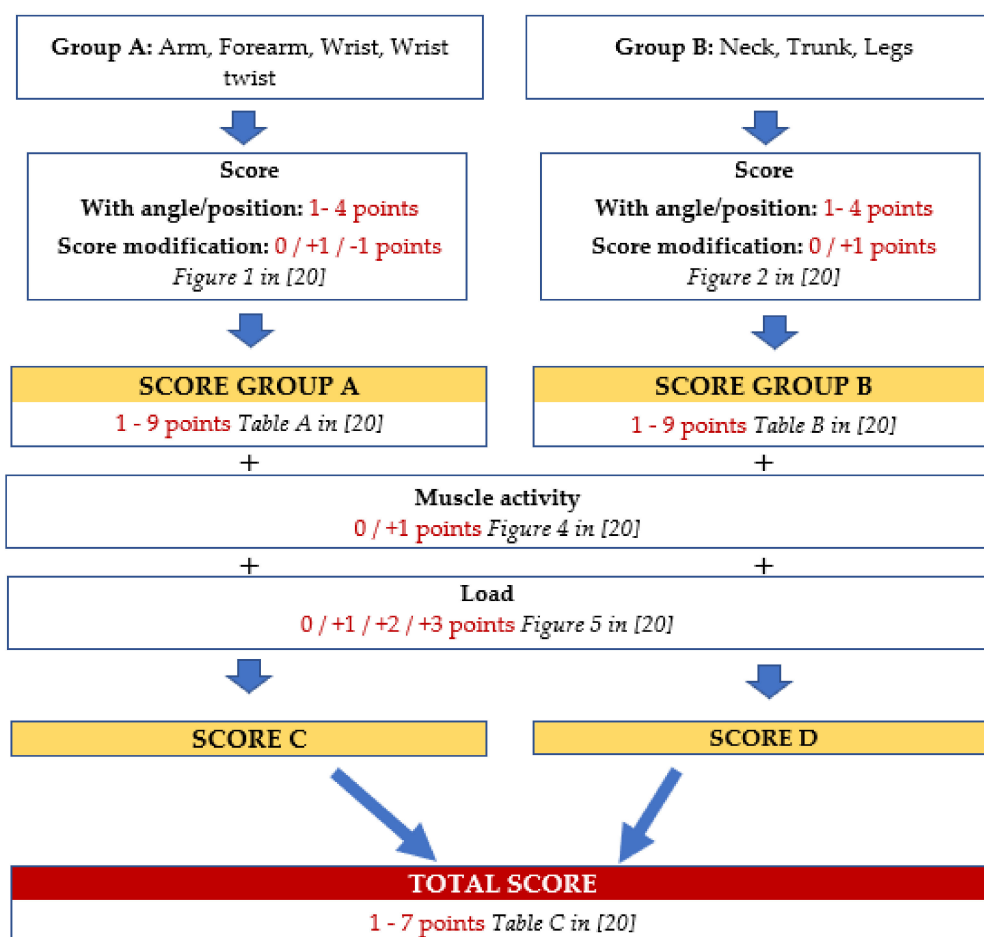 Group A: Arm, Forearm, Wrist, Wrist
twist
Group B: Neck, Trunk, Legs
Score
With angle/position: 1- 4 points
Score modification: 0 / +1 / -1 points
Figure 1 in [20]
Score
With angle/position: 1- 4 points
Score modification: 0 / +1 points
Figure 2 in [20]
SCORE GROUP A
1 - 9 points Table A in [20]
SCORE GROUP B
1 - 9 points Table B in [20]
+
+
Muscle activity
0 / +1 points Figure 4 in [20]
+
+
Load
0 / +1 / +2 / +3 points Figure 5 in [20]
SCORE C
SCORE D
TOTAL SCORE
1 - 7 points Table C in [20]